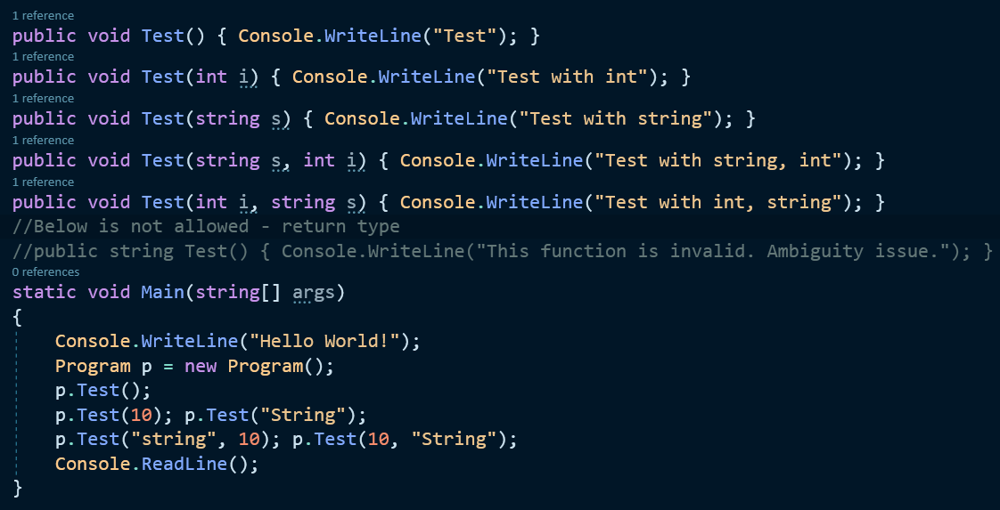 1 reference
public void Test() { Console.WriteLine("Test"); }
1 reference
public void Test(int i) { Console.WriteLine("Test with int"); }
1 reference
public void Test(string s) { Console.WriteLine("Test with string"); }
1 reference
public void Test(string s, int i) { Console.WriteLine("Test with string, int"); }
1 reference
public void Test(int i, string s) { Console.WriteLine("Test with int, string"); }
//Below is not allowed - return type
//public string Test() { Console.WriteLine("This function is invalid. Ambiguity issue."); }
0 references
static void Main(string[] args)
{
    Console.WriteLine("Hello World!");
    Program p = new Program();
    p.Test();
    p.Test(10); p.Test("String");
    p.Test("string", 10); p.Test(10, "String");
    Console.ReadLine();
}